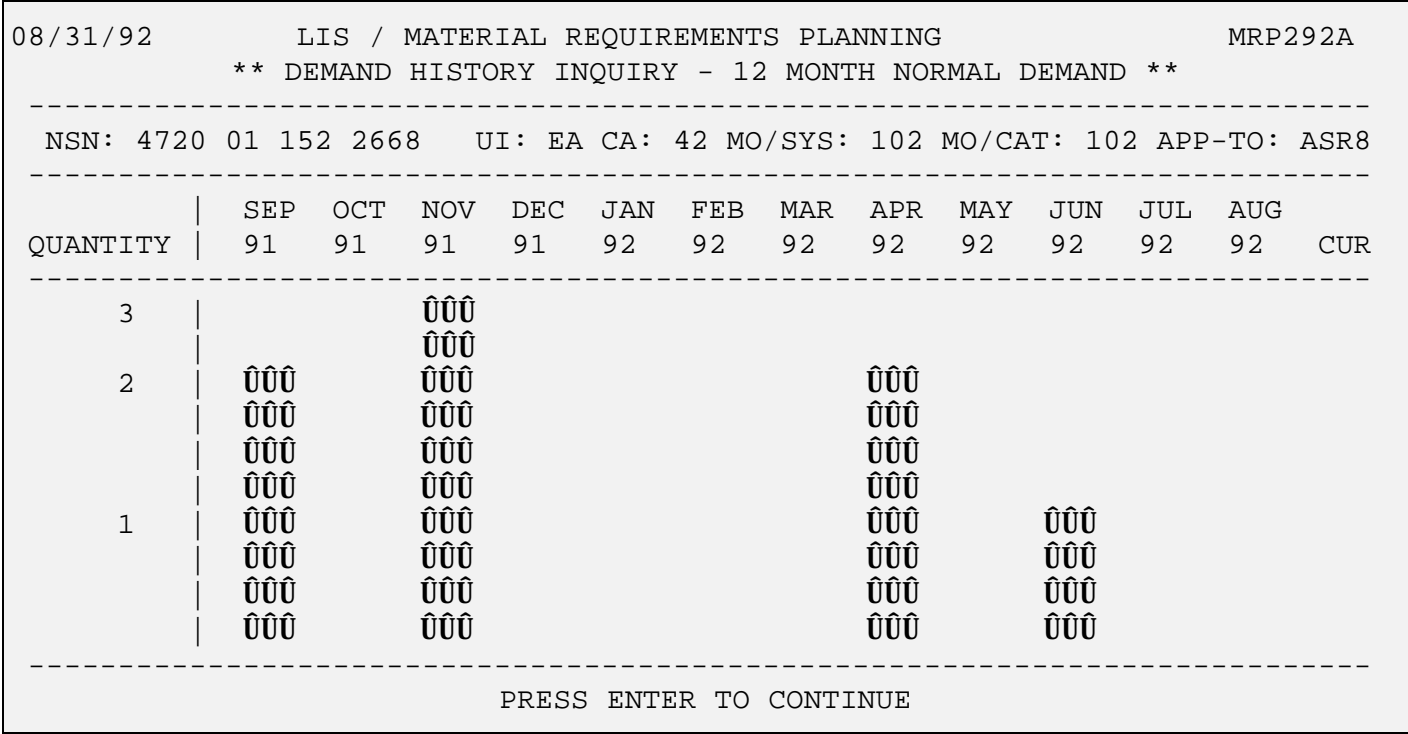 08/31/92 LIS / MATERIAL REQUIREMENTS PLANNING MRP292A
** DEMAND HISTORY INQUIRY - 12 MONTH NORMAL DEMAND **
---------------------------------------------------------------------------
NSN: 4720 01 152 2668 UI: EA CA: 42 MO/SYS: 102 MO/CAT: 102 APP-TO: ASR8
---------------------------------------------------------------------------
| SEP OCT NOV DEC JAN FEB MAR APR MAY JUN JUL AUG
QUANTITY | 91 91 91 91 92 92 92 92 92 92 92 92 CUR
---------------------------------------------------------------------------
3 | ÛÛÛ
| ÛÛÛ
2 | ÛÛÛ ÛÛÛ ÛÛÛ
| ÛÛÛ ÛÛÛ ÛÛÛ
| ÛÛÛ ÛÛÛ ÛÛÛ
| ÛÛÛ ÛÛÛ ÛÛÛ
1 | ÛÛÛ ÛÛÛ ÛÛÛ ÛÛÛ
| ÛÛÛ ÛÛÛ ÛÛÛ ÛÛÛ
| ÛÛÛ ÛÛÛ ÛÛÛ ÛÛÛ
| ÛÛÛ ÛÛÛ ÛÛÛ ÛÛÛ
---------------------------------------------------------------------------
PRESS ENTER TO CONTINUE